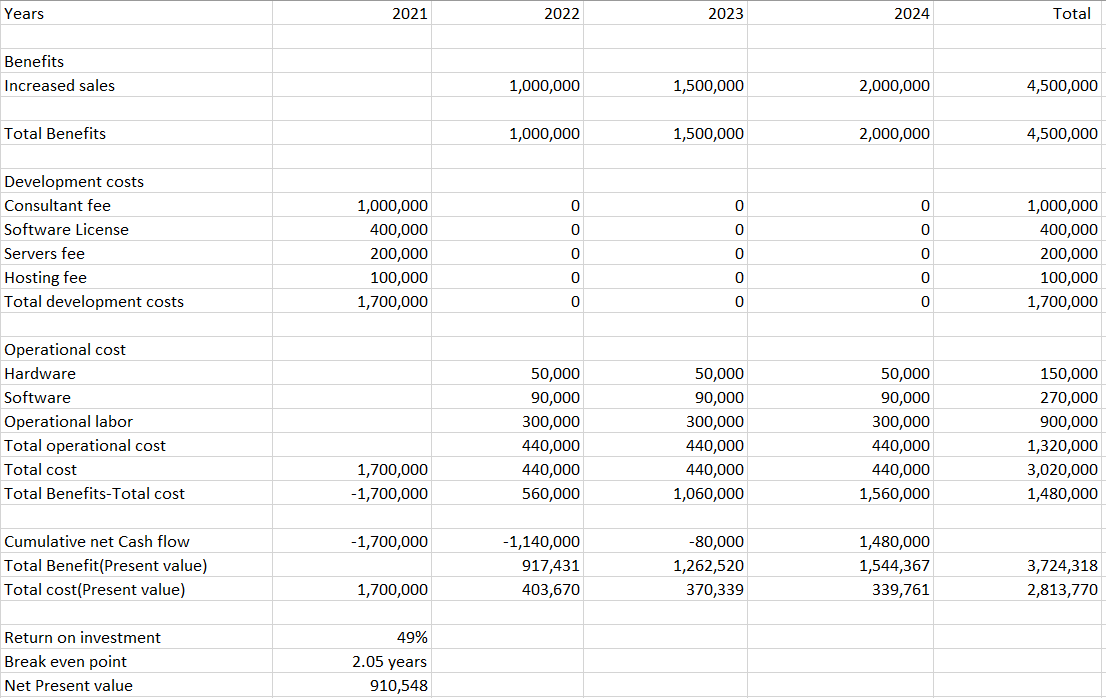 Years 2021 2022 2023 2024 Total
Benefits
Increased sales 1,000,000 1,500,000 2,000,000 4,500,000
Total Benefits 1,000,000 1,500,000 2,000,000 4,500,000
Development costs
Consultant fee 1,000,000 0 0 0 1,000,000
Software License 400,000 0 0 0 400,000
Servers fee 200,000 0 0 0 200,000
Hosting fee 100,000 0 0 0 100,000
Total development costs 1,700,000 0 0 0 1,700,000
Operational cost
Hardware 50,000 50,000 50,000 150,000
Software 90,000 90,000 90,000 270,000
Operational labor 300,000 300,000 300,000 900,000
Total operational cost 440,000 440,000 440,000 1,320,000
Total cost 1,700,000 440,000 440,000 440,000 3,020,000
Total Benefits-Total cost -1,700,000 560,000 1,060,000 1,560,000 1,480,000
Cumulative net Cash flow -1,700,000 -1,140,000 -80,000 1,480,000
Total Benefit(Present value) 917,431 1,262,520 1,544,367 3,724,318
Total cost(Present value) 1,700,000 403,670 370,339 339,761 2,813,770
Return on investment 49%
Break even point 2.05 years
Net Present value 910,548